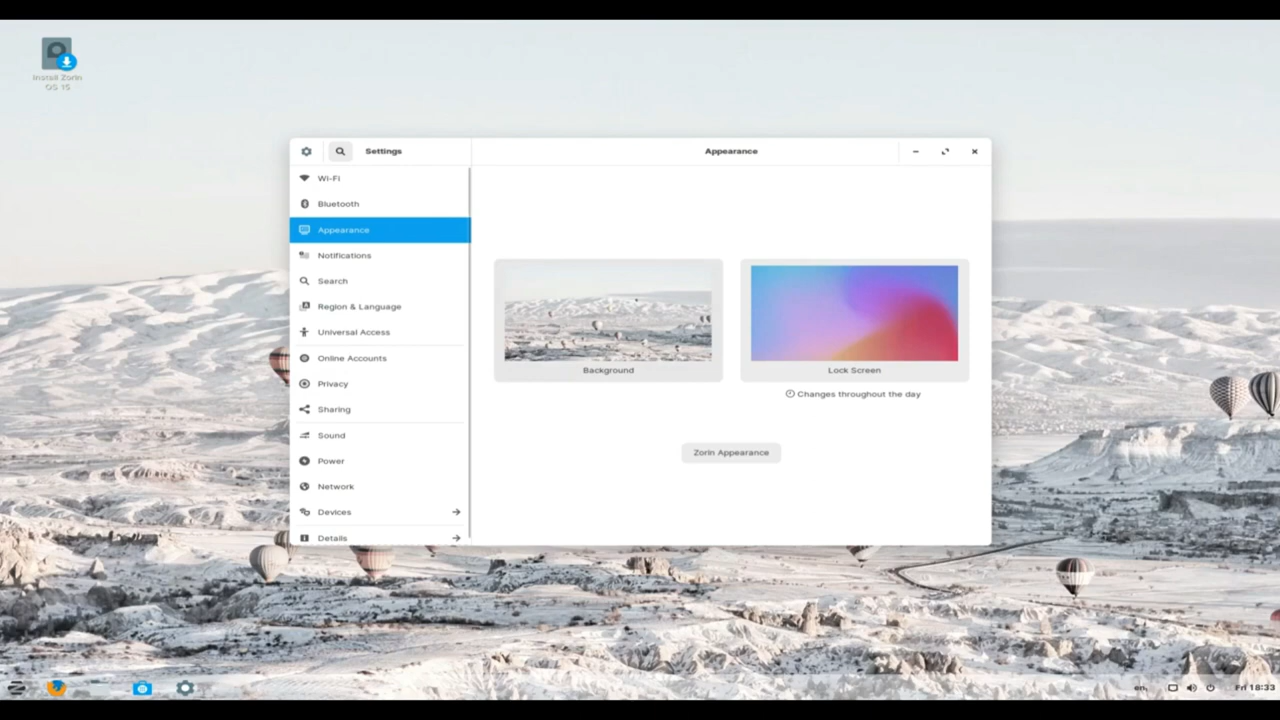 Install Zorin
OS 15
Settings
Appearance
Wi-Fi
Bluetooth
Appearance
Notifications
Search
Region & Language
Universal Access
Online Accounts
Privacy
Sharing
Sound
Power
Network
Devices
Details
Background
Lock Screen
Changes throughout the day
Zorin Appearance
en₁
Fri 18:33